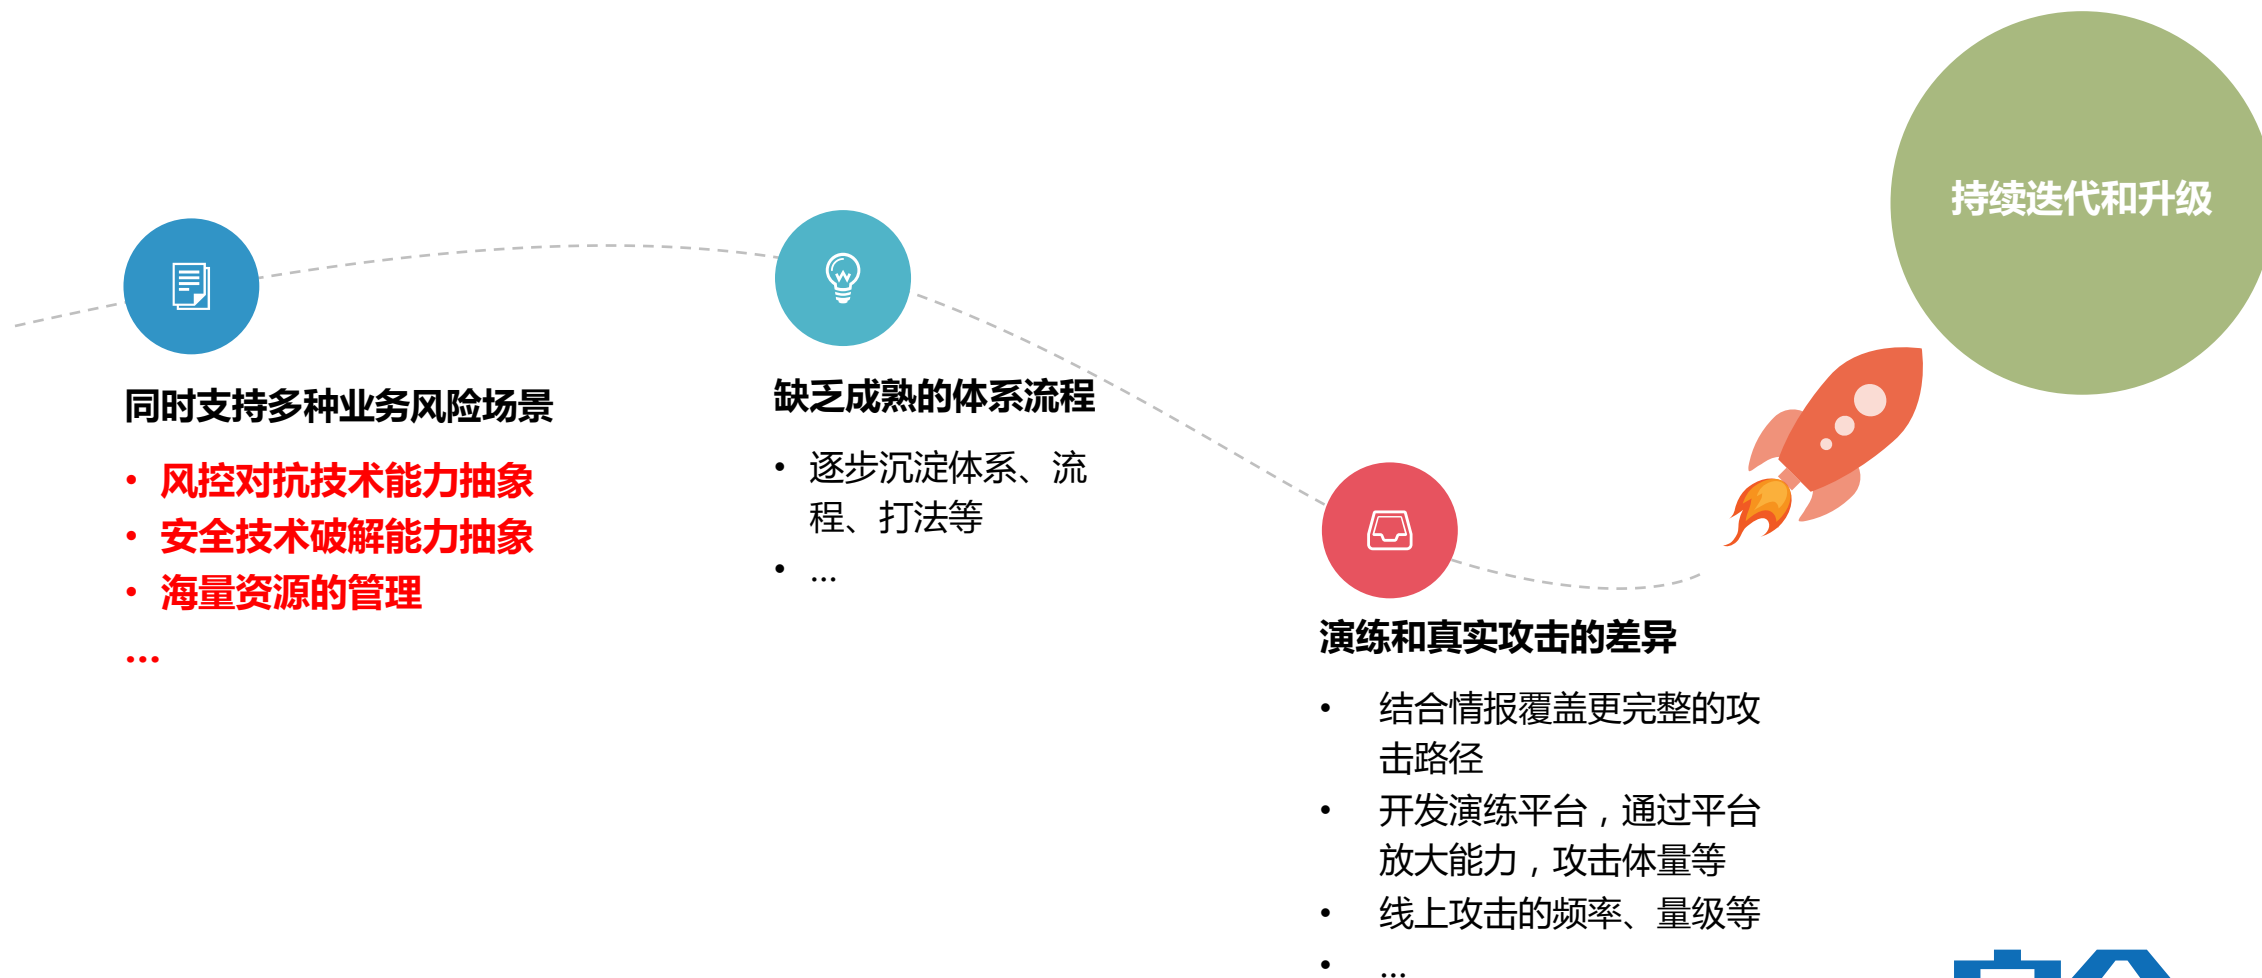 持续迭代和升级
同时支持多种业务风险场景
• 风控对抗技术能力抽象
• 安全技术破解能力抽象
• 海量资源的管理
...
缺乏成熟的体系流程
• 逐步沉淀体系、流
程、打法等
• ...
演练和真实攻击的差异
• 结合情报覆盖更完整的攻
击路径
• 开发演练平台，通过平台
放大能力，攻击体量等
• 线上攻击的频率、量级等
• ...